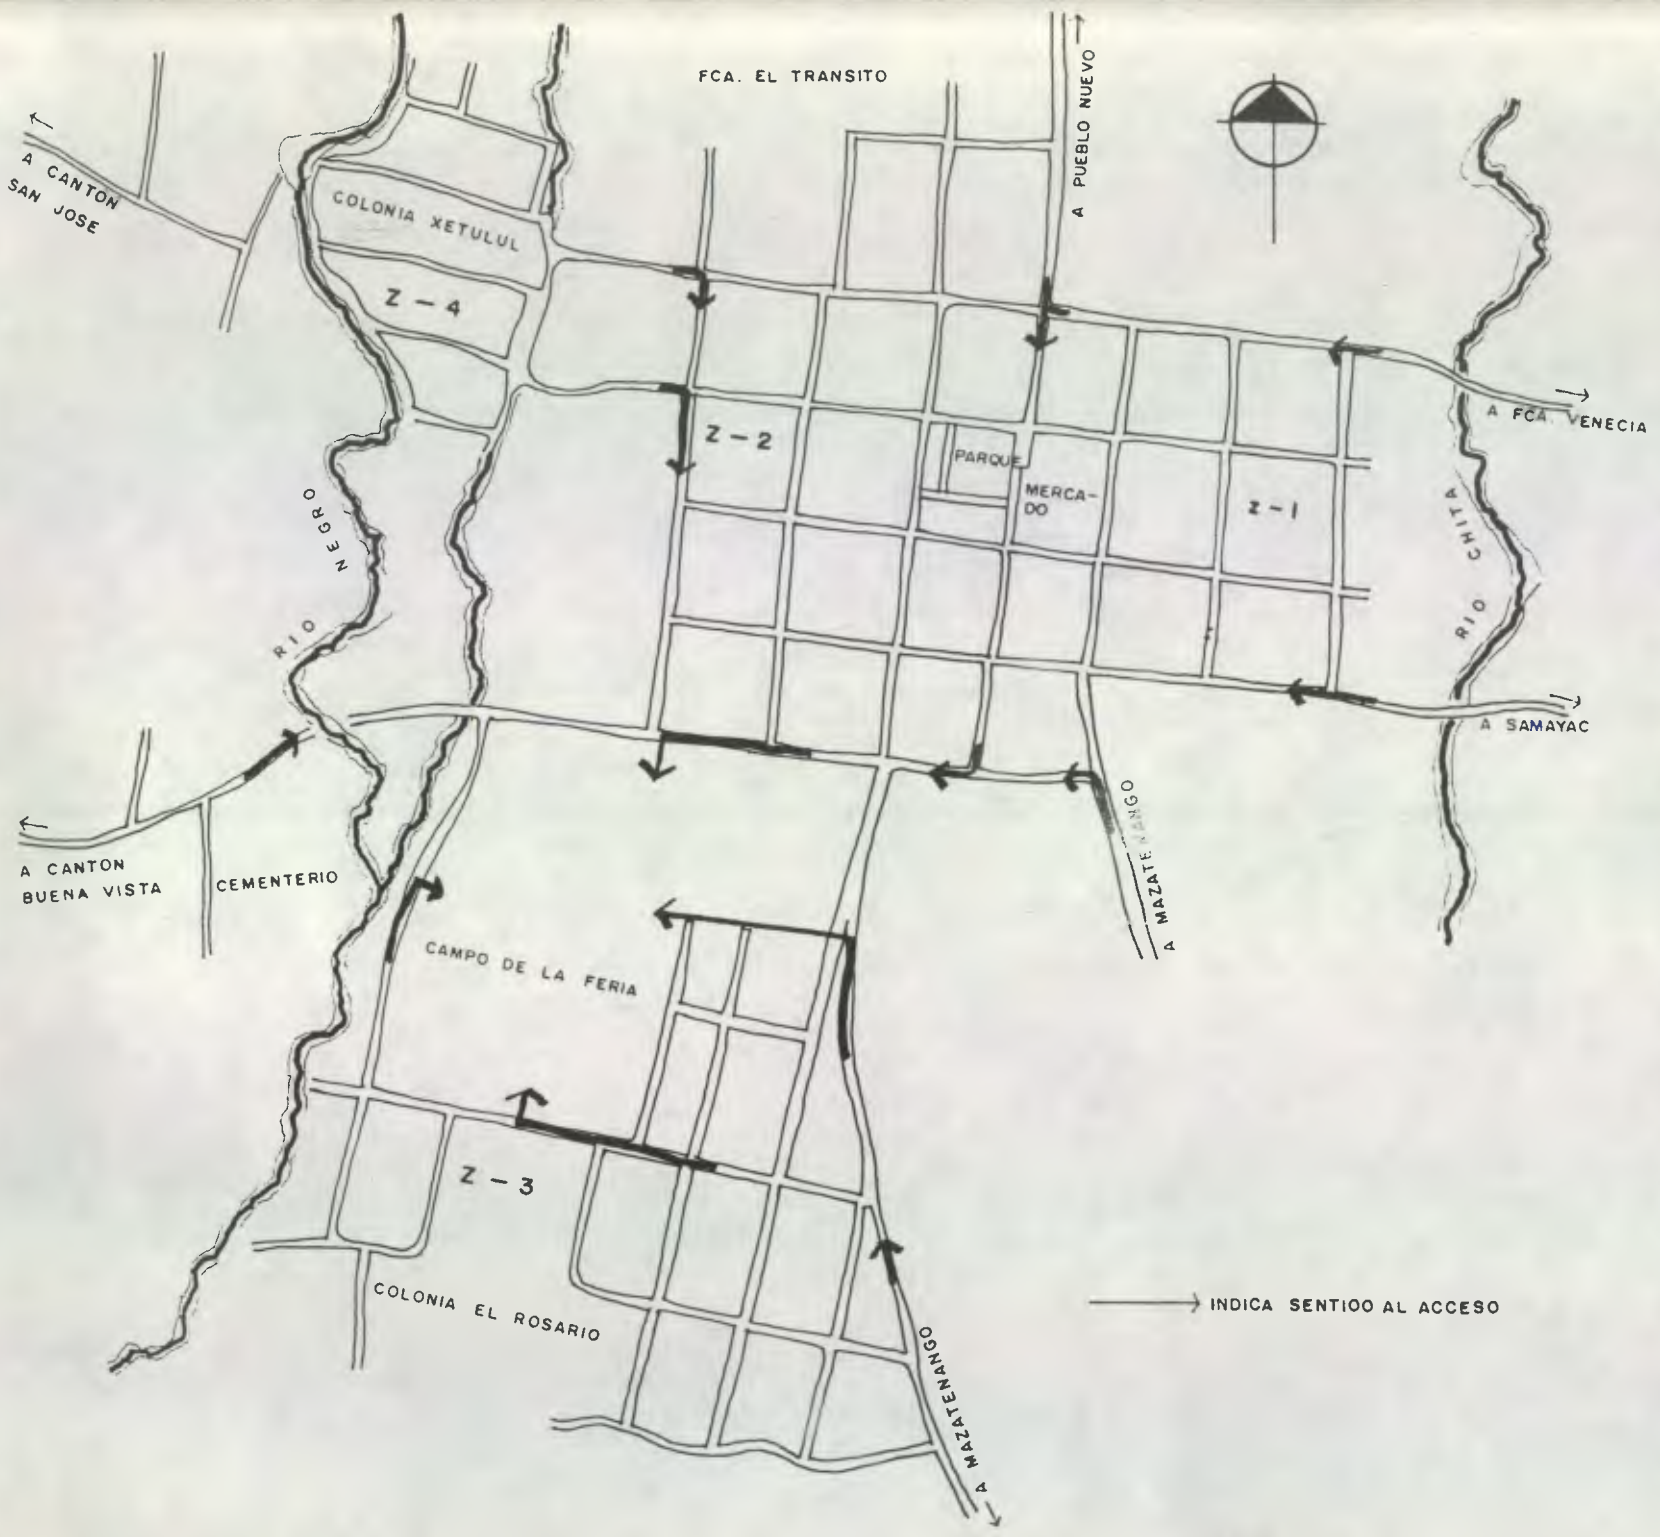 FCA. EL TRANSITO
A PUEBLO NUEVO
A CANTON
SAN JOSE
COLONIA XETULUL
Z - 4
A FCA. VENECIA
Z - 2
PARQUE
MERCA-
DO
Z - 1
RIO NEGRO
RIO CHITA
A SAMAYAC
A MAZATENANGO
A CANTON
BUENA VISTA
CEMENTERIO
CAMPO DE LA FERIA
Z - 3
COLONIA EL ROSARIO
A MAZATENANGO
INDICA SENTIOO AL ACCESO